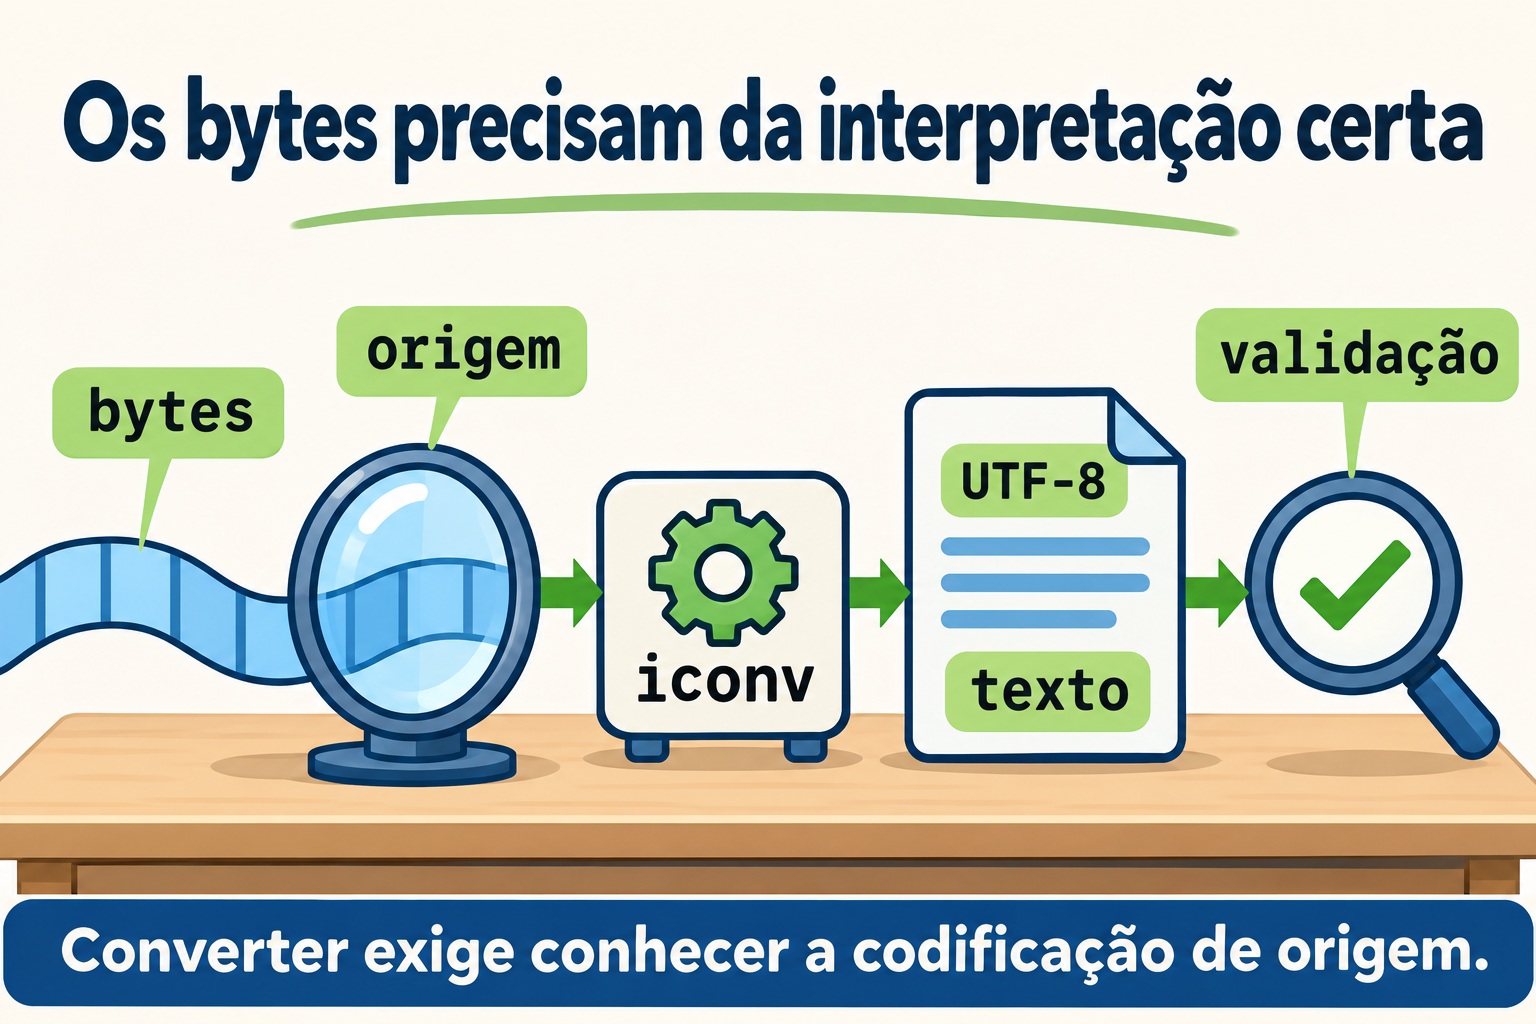 Os bytes precisam da interpretação certa
bytes
origem
iconv
UTF-8
texto
validação
Converter exige conhecer a codificação de origem.